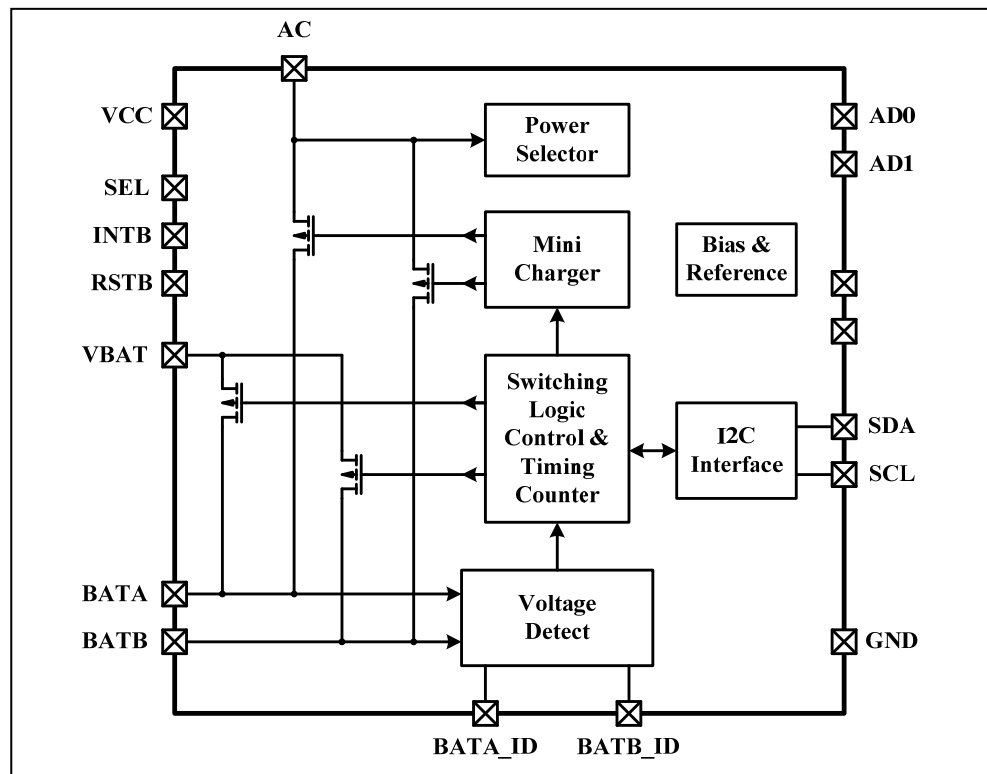 AC
VCC
SEL
INTB
RSTB
VBAT
BATA
BATB
Power
Selector
Mini
Charger
Bias &
Reference
Switching
Logic
Control &
Timing
Counter
I2C
Interface
Voltage
Detect
AD0
AD1
SDA
SCL
GND
BATA_ID
BATB_ID